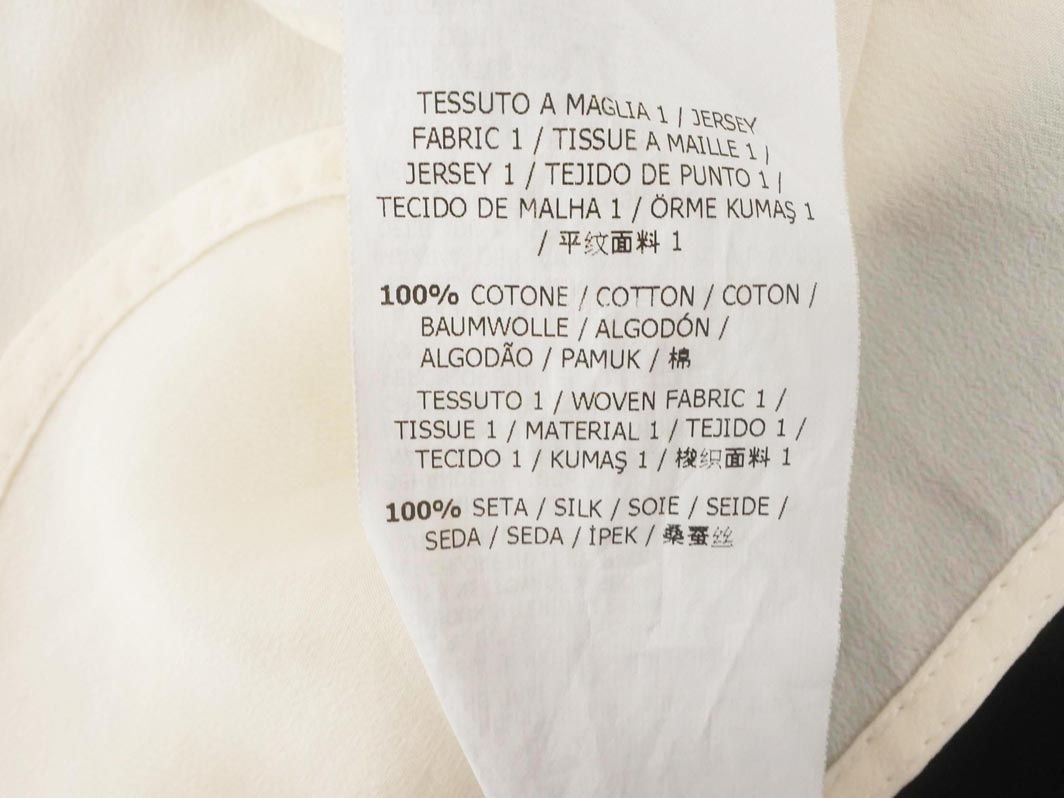 TESSUTO A MAGLIA 1 / JERSEY
FABRIC 1 / TISSUE A MAILLE 1 /
JERSEY 1 / TEJIDO DE PUNTO 1 /
TECIDO DE MALHA 1 / ÖRME KUMAŞ 1
/ 平纹面料 1
100% COTONE / COTTON / COTON /
BAUMWOLLE / ALGODÓN /
ALGODÃO / PAMUK / 棉
TESSUTO 1 / WOVEN FABRIC 1 /
TISSUE 1 / MATERIAL 1 / TEJIDO 1 /
TECIDO 1 / KUMAŞ 1 / 梭织面料 1
100% SETA / SILK / SOIE / SEIDE /
SEDA / SEDA / İPEK / 桑蚕丝